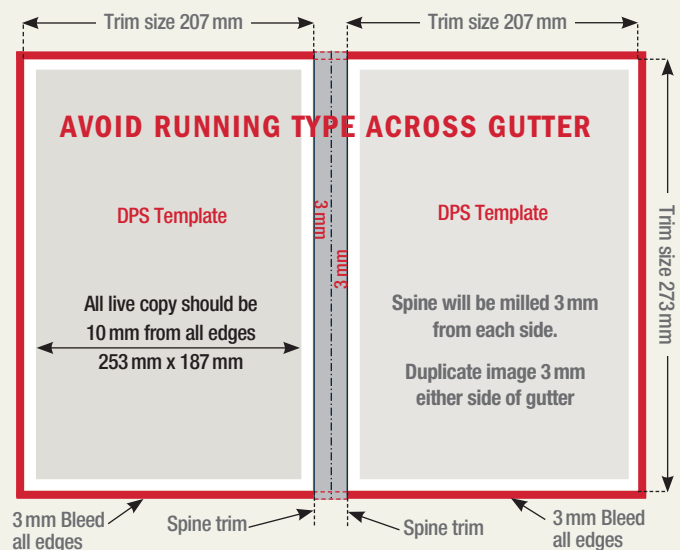 Trim size 207 mm
Trim size 207 mm
AVOID RUNNING TYPE ACROSS GUTTER
DPS Template
3 mm
3 mm
DPS Template
Trim size 273 mm
All live copy should be
10 mm from all edges
253 mm x 187 mm
Spine will be milled 3 mm
from each side.
Duplicate image 3 mm
either side of gutter
3 mm Bleed
all edges
Spine trim
Spine trim
3 mm Bleed
all edges